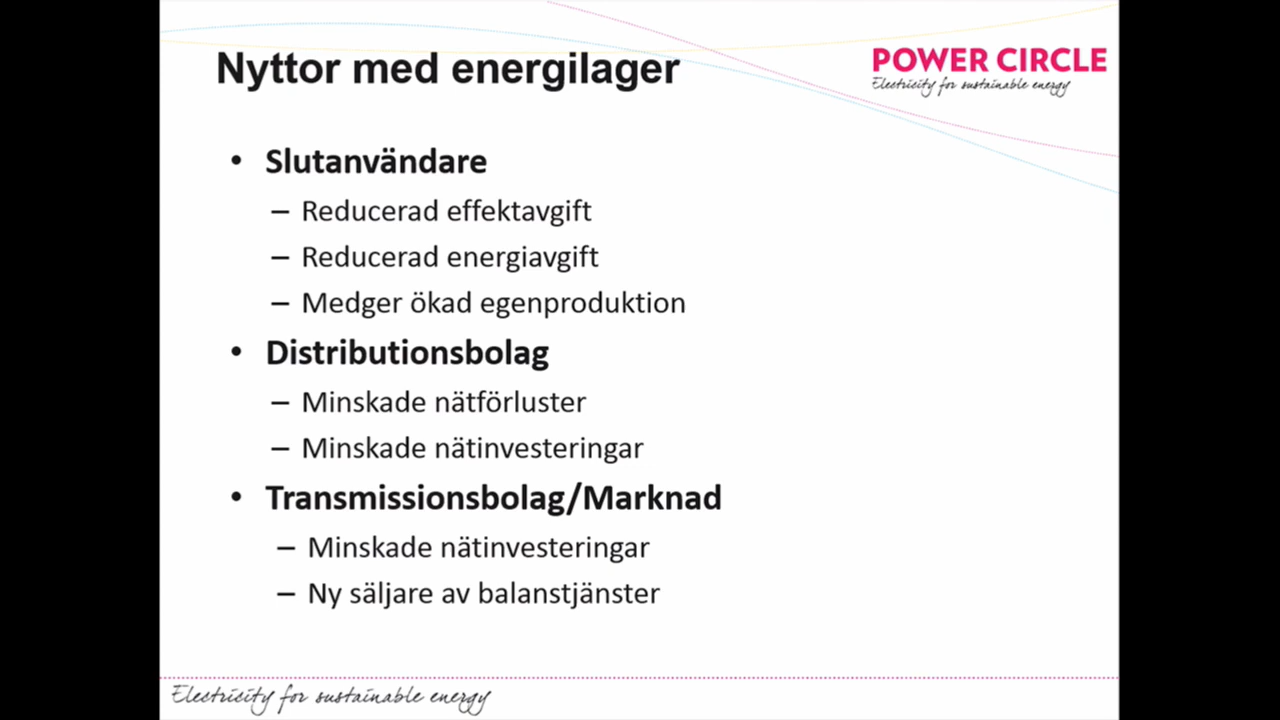 Nyttor med energilager
POWER CIRCLE
Electricity for sustainable energy
• Slutanvändare
– Reducerad effektavgift
– Reducerad energiavgift
– Medger ökad egenproduktion
• Distributionsbolag
– Minskade nätförluster
– Minskade nätinvesteringar
• Transmissionsbolag/Marknad
– Minskade nätinvesteringar
– Ny säljare av balanstjänster
Electricity for sustainable energy